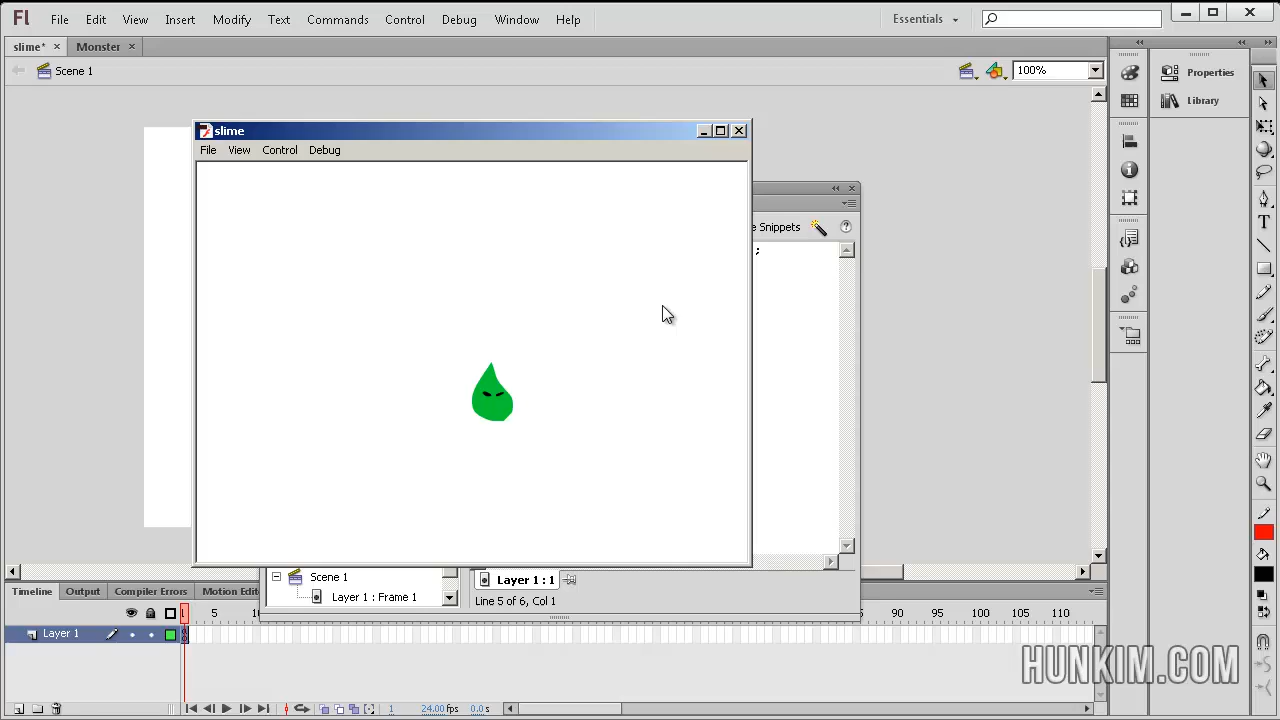 Fl File Edit View Insert Modify Text Commands Control Debug Window Help Essentials
slime* × Monster ×
Scene 1 100%
Properties
Library
slime
File View Control Debug
e Snippets
;
Scene 1
Layer 1 : Frame 1
Layer 1 : 1
Line 5 of 6, Col 1
Timeline Output Compiler Errors Motion Edit
1 5 10 85 90 95 100 105 110
Layer 1
1 24.00 fps 0.0 s
HUNKIM.COM